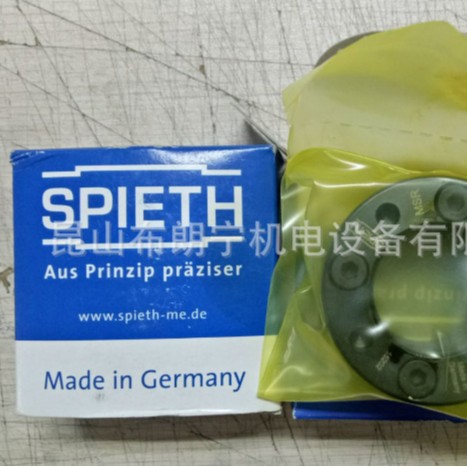 SPIETH
昆山布朗宁机电设备有限
Aus Prinzip präziser
www.spieth-me.de
Made in Germany
MSR